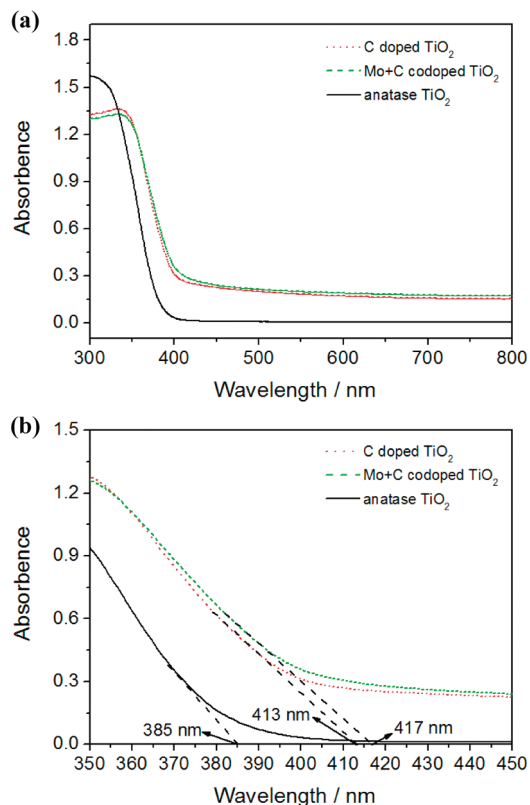 (a)
C doped TiO₂
Mo+C codoped TiO₂
anatase TiO₂
Absorbence
1.8
1.5
1.2
0.9
0.6
0.3
0.0
300 400 500 600 700 800
Wavelength / nm
(b)
C doped TiO₂
Mo+C codoped TiO₂
anatase TiO₂
Absorbence
1.5
1.2
0.9
0.6
0.3
0.0
385 nm
413 nm
417 nm
350 360 370 380 390 400 410 420 430 440 450
Wavelength / nm